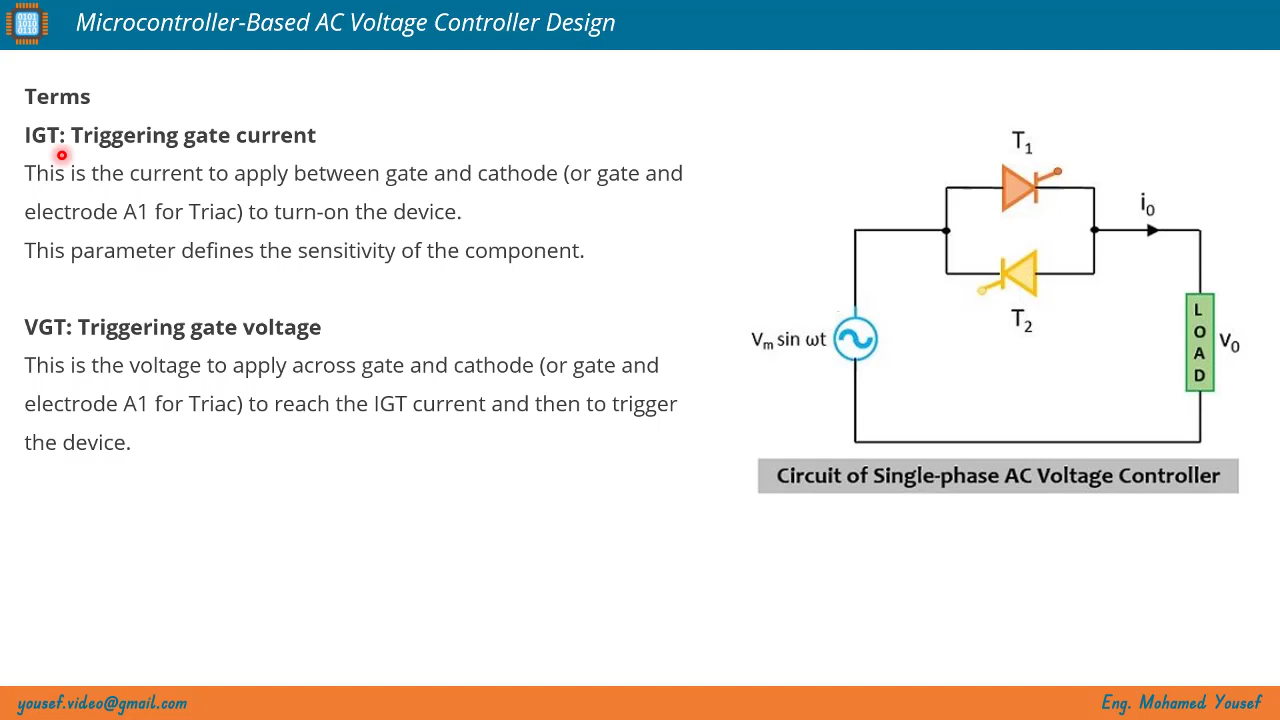 0101
1010
0110
Microcontroller-Based AC Voltage Controller Design
Terms
IGT: Triggering gate current
This is the current to apply between gate and cathode (or gate and
electrode A1 for Triac) to turn-on the device.
This parameter defines the sensitivity of the component.
VGT: Triggering gate voltage
This is the voltage to apply across gate and cathode (or gate and
electrode A1 for Triac) to reach the IGT current and then to trigger
the device.
T₁
i₀
T₂
Vₘ sin ωt
LOAD
v₀
Circuit of Single-phase AC Voltage Controller
yousef.video@gmail.com
Eng. Mohamed Yousef